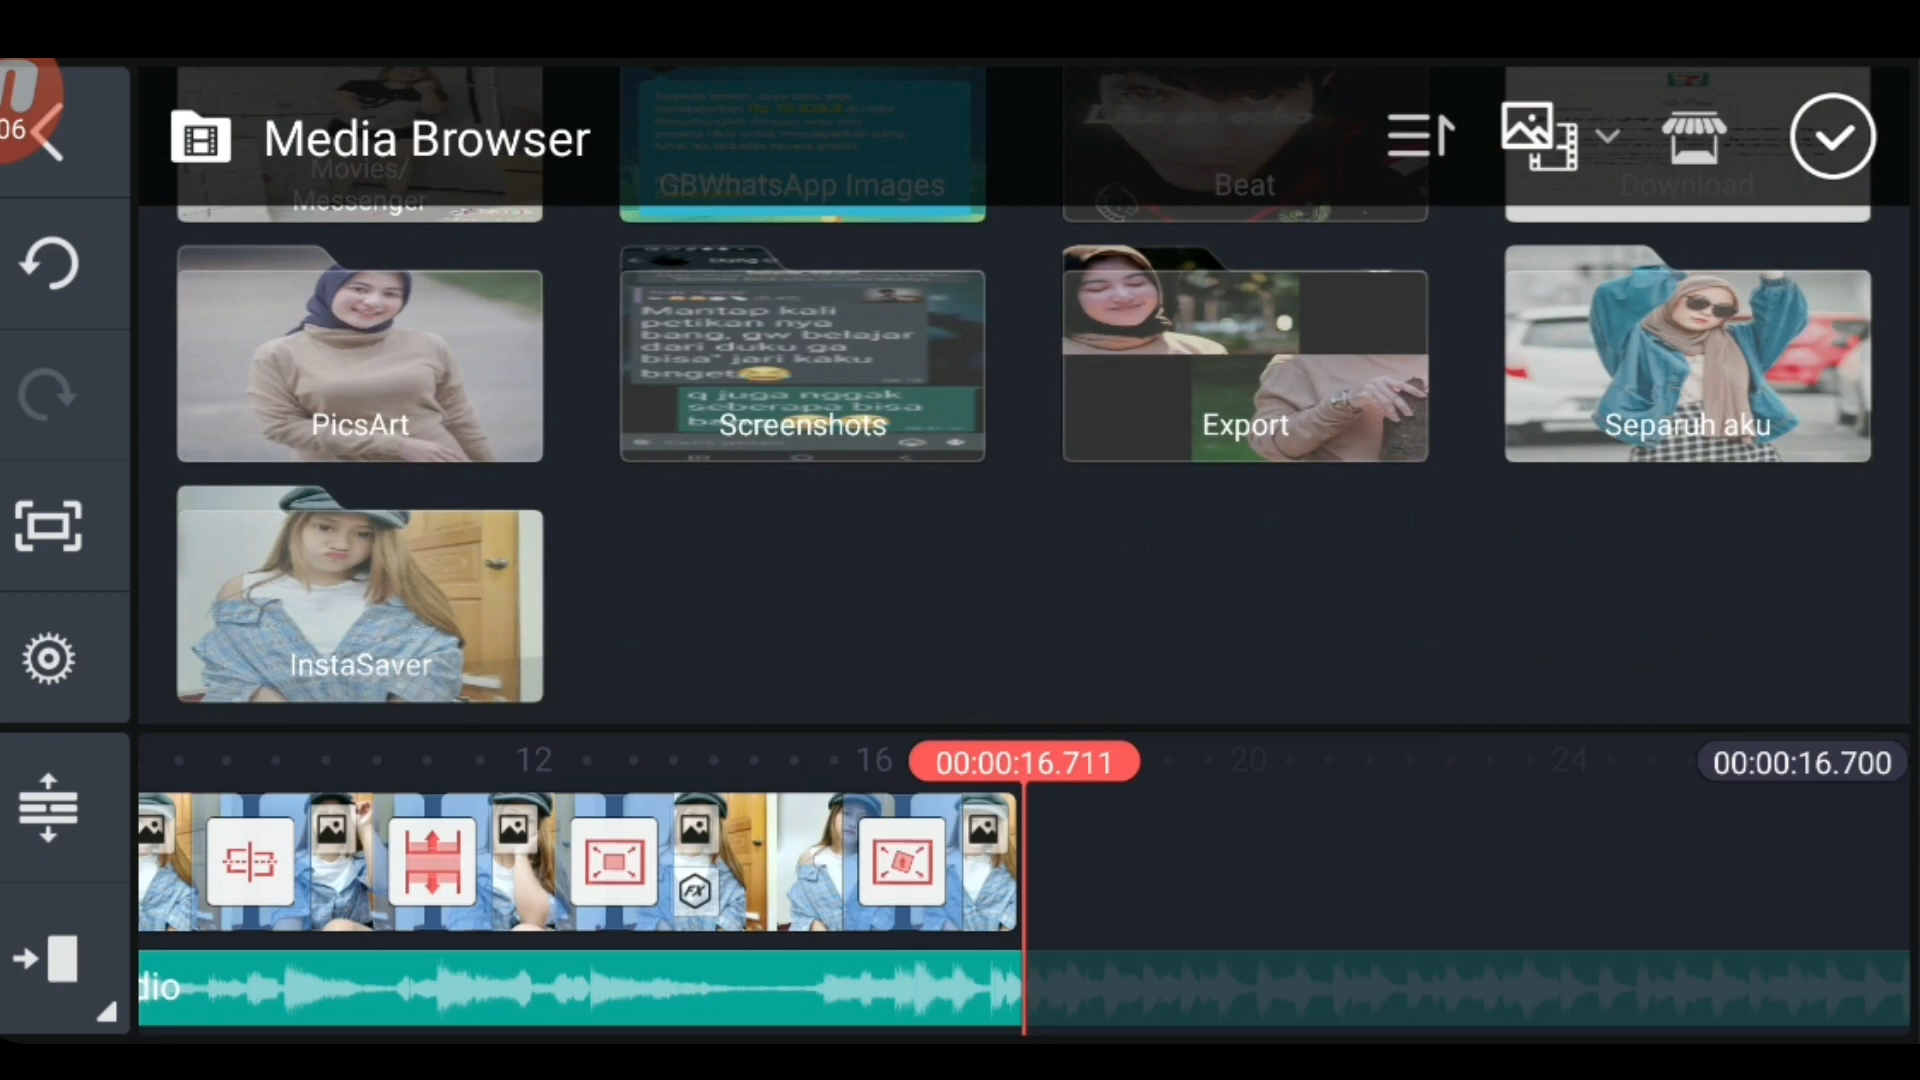 06
Media Browser
Movies/
Messenger
GBWhatsApp Images
Beat
Download
PicsArt
Mantap kali
petikan nya
bang, gw belajar
dari duku ga
bisa" jari kaku
bnget
q juga nggak
seberapa bisa
Screenshots
Export
Separuh aku
InstaSaver
12
16
00:00:16.711
20
24
00:00:16.700
FX
dio